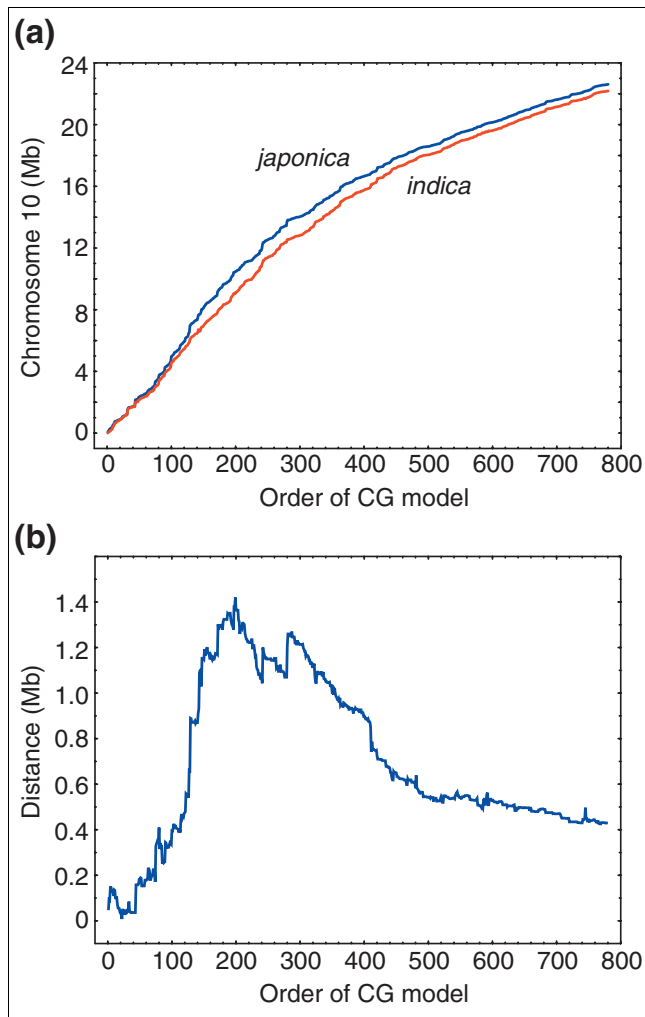 (a)
24
20
16
12
8
4
0
Chromosome 10 (Mb)
japonica
indica
0 100 200 300 400 500 600 700 800
Order of CG model
(b)
1.4
1.2
1.0
0.8
0.6
0.4
0.2
0
Distance (Mb)
0 100 200 300 400 500 600 700 800
Order of CG model